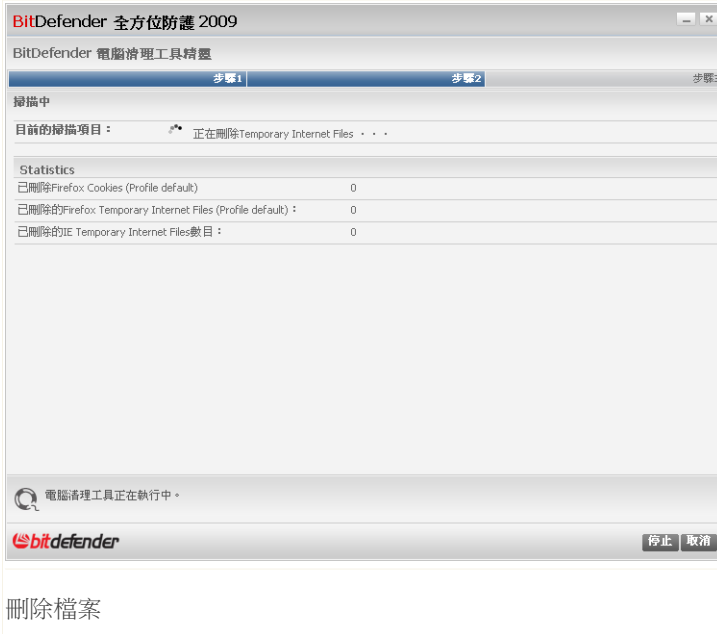 BitDefender 全方位防護 2009
BitDefender 電腦清理工具精靈
步驟1 步驟2 步驟3
掃描中
目前的掃描項目： 正在刪除Temporary Internet Files ・・・
Statistics
已刪除Firefox Cookies (Profile default) 0
已刪除的Firefox Temporary Internet Files (Profile default)： 0
已刪除的IE Temporary Internet Files數目： 0
電腦清理工具正在執行中。
bitdefender
停止 取消
刪除檔案